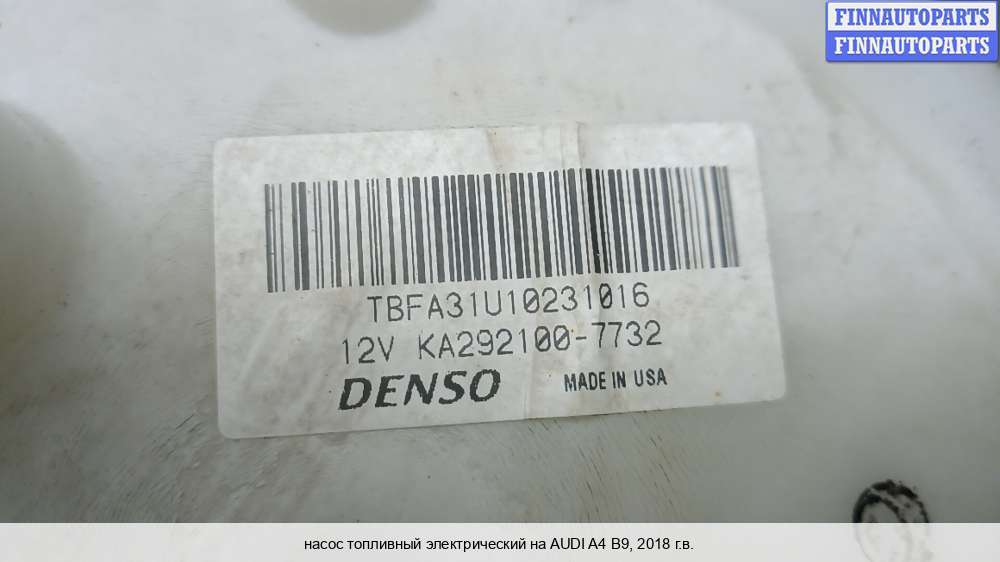 FINNAUTOPARTS
FINNAUTOPARTS
TBFA31U10231016
12V KA292100-7732
DENSO MADE IN USA
насос топливный электрический на AUDI A4 B9, 2018 г.в.